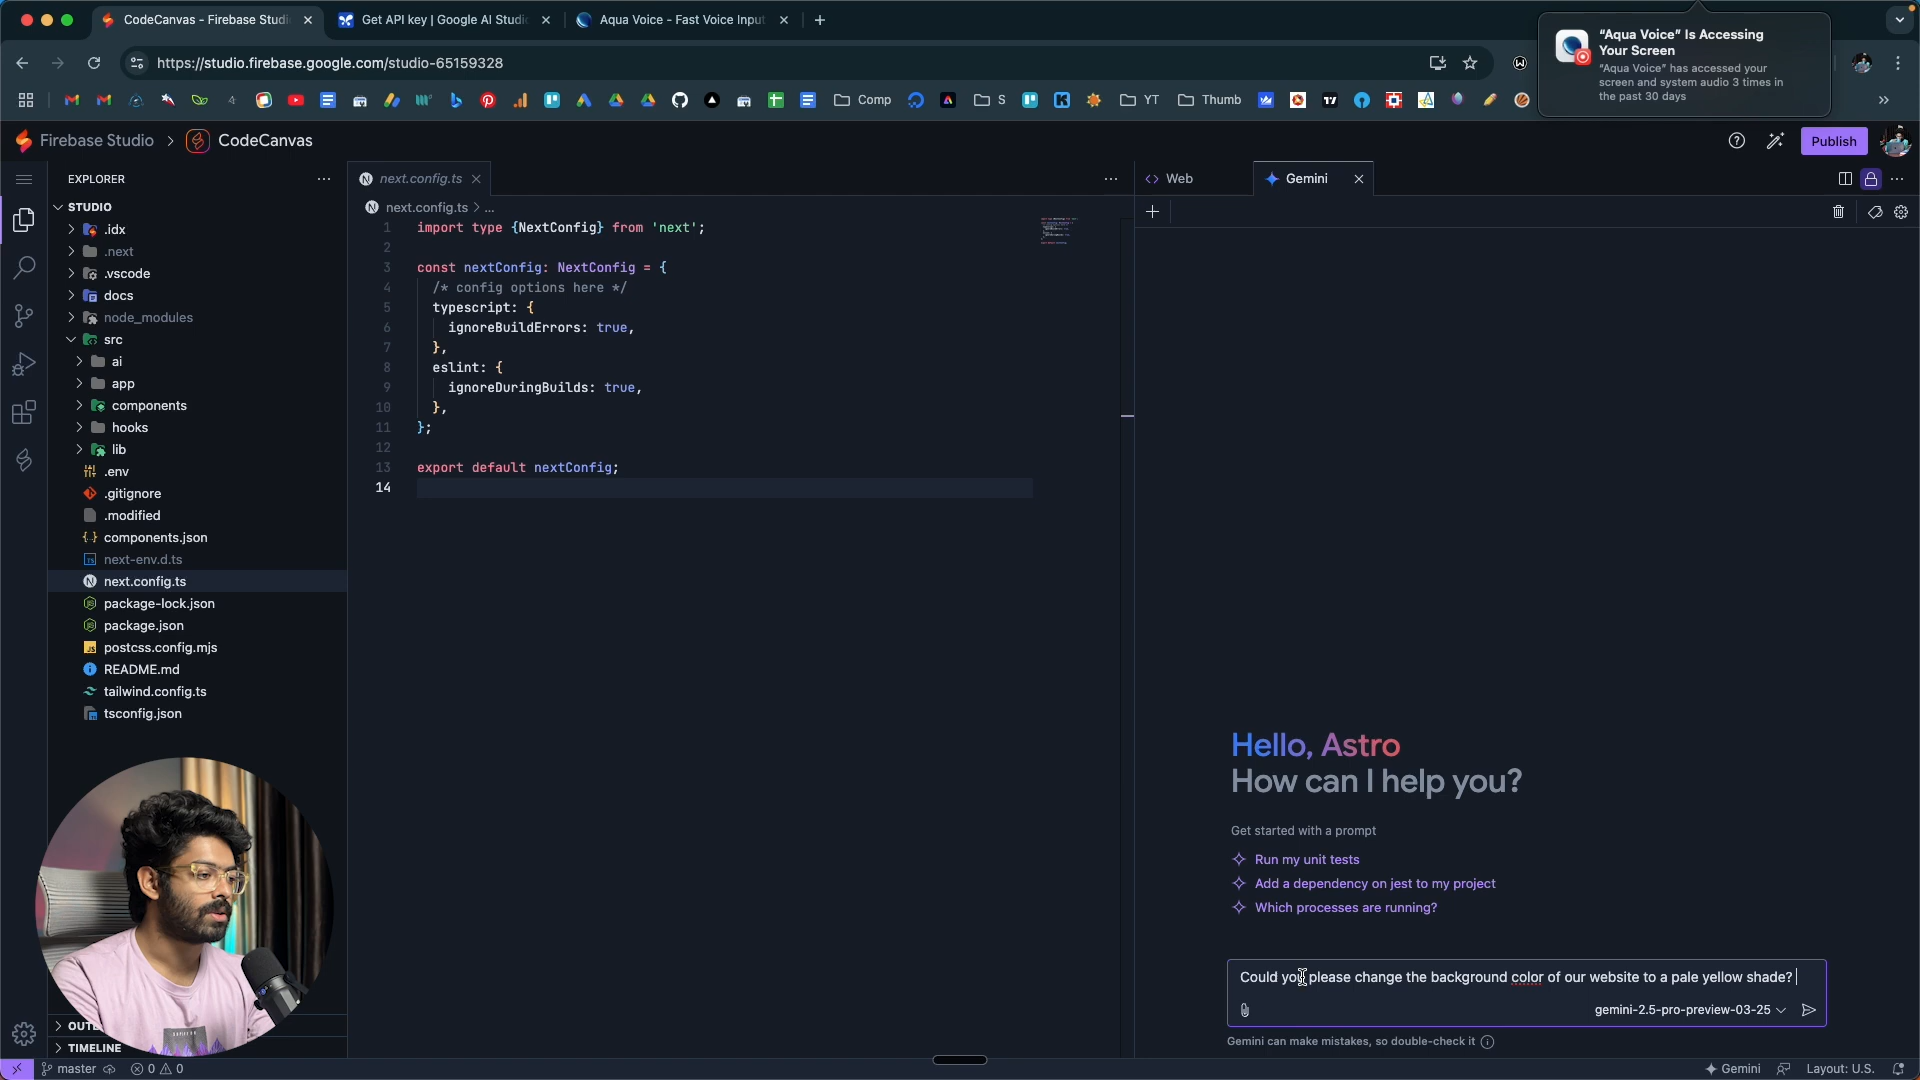 CodeCanvas - Firebase Studi
Get API key | Google AI Studi
Aqua Voice - Fast Voice Input
"Aqua Voice" Is Accessing
Your Screen
"Aqua Voice" has accessed your
screen and system audio 3 times in
the past 30 days
https://studio.firebase.google.com/studio-65159328
Comp
S
YT
Thumb
Firebase Studio > CodeCanvas
Publish
EXPLORER
next.config.ts
Web
Gemini
STUDIO
next.config.ts > ...
.idx
.next
.vscode
docs
node_modules
src
ai
app
components
hooks
lib
.env
.gitignore
.modified
components.json
next-env.d.ts
next.config.ts
package-lock.json
package.json
postcss.config.mjs
README.md
tailwind.config.ts
tsconfig.json
OUTL
TIMELINE
1 import type {NextConfig} from 'next';
2
3 const nextConfig: NextConfig = {
4 /* config options here */
5 typescript: {
6 ignoreBuildErrors: true,
7 },
8 eslint: {
9 ignoreDuringBuilds: true,
10 },
11 };
12
13 export default nextConfig;
14
Hello, Astro
How can I help you?
Get started with a prompt
Run my unit tests
Add a dependency on jest to my project
Which processes are running?
Could you please change the background color of our website to a pale yellow shade?
gemini-2.5-pro-preview-03-25
Gemini can make mistakes, so double-check it
master
0
0
Gemini
Layout: U.S.